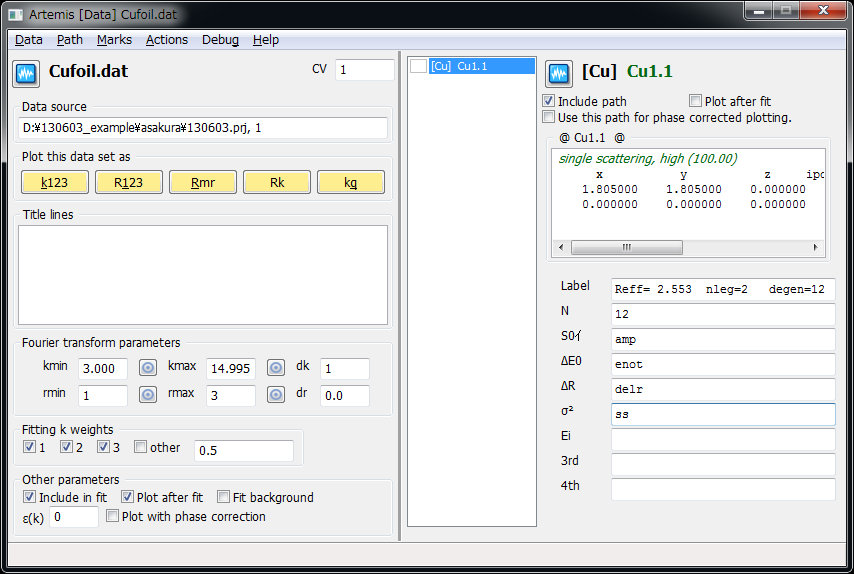 Artemis [Data] Cufoil.dat
Data Path Marks Actions Debug Help
Cufoil.dat
CV 1
Data source
D:¥130603_example¥asakura¥130603.prj, 1
Plot this data set as
k123 R123 Rmr Rk kq
Title lines
Fourier transform parameters
kmin 3.000 kmax 14.995 dk 1
rmin 1 rmax 3 dr 0.0
Fitting k weights
1 2 3 other 0.5
Other parameters
Include in fit Plot after fit Fit background
ε(k) 0 Plot with phase correction
[Cu] Cu1.1
[Cu] Cu1.1
Include path Plot after fit
Use this path for phase corrected plotting.
@ Cu1.1 @
single scattering, high (100.00)
x y z ipo
1.805000 1.805000 0.000000
0.000000 0.000000 0.000000
Label Reff= 2.553 nleg=2 degen=12
N 12
S0イ amp
ΔE0 enot
ΔR delr
σ² ss
Ei
3rd
4th